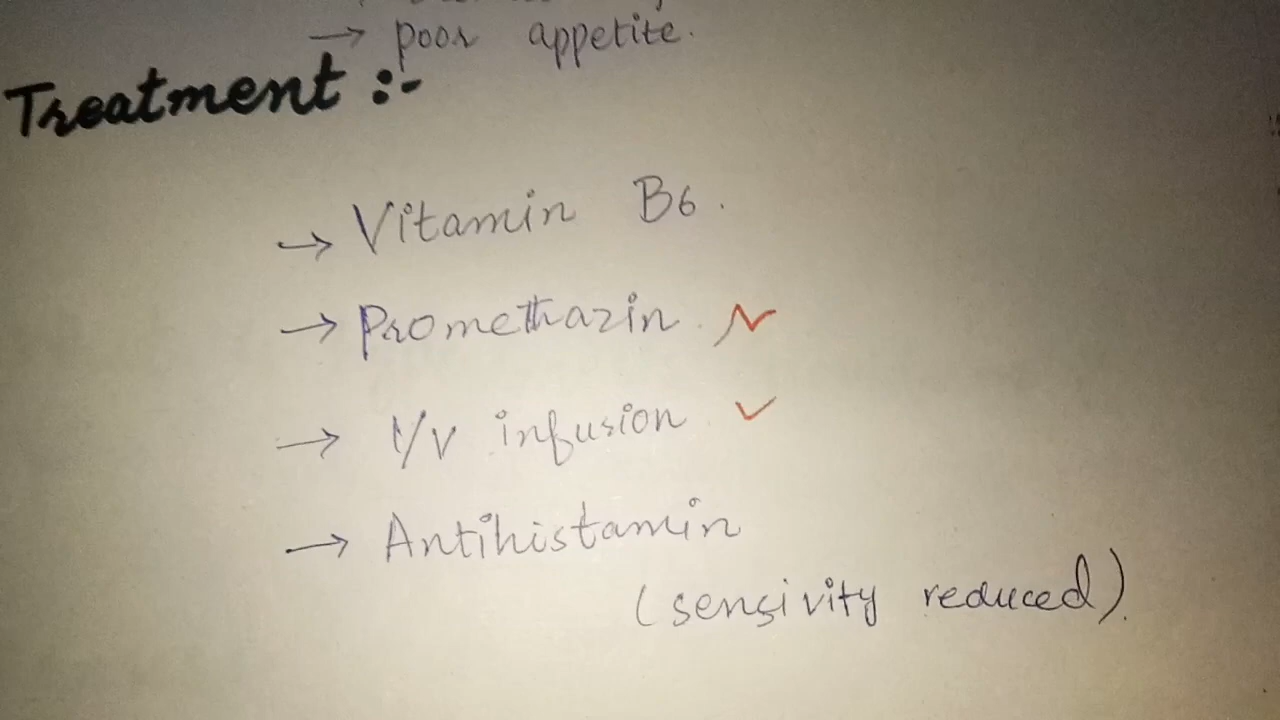 → poor appetite.
Treatment :-
→ Vitamin B6.
→ Promethazin.
→ I/V infusion
→ Antihistamin
(sensivity reduced).